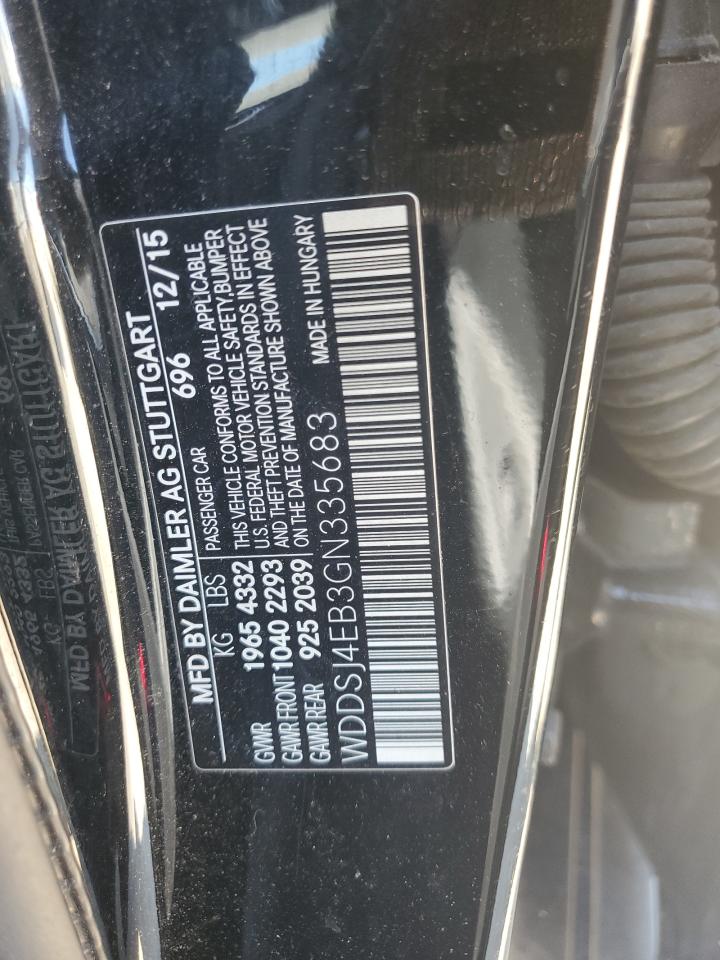 MFD BY DAIMLER AG STUTTGART
KG LBS 696 12/15
GVWR 1965 4332
GAWR FRONT 1040 2293
GAWR REAR 925 2039
PASSENGER CAR
THIS VEHICLE CONFORMS TO ALL APPLICABLE
U.S. FEDERAL MOTOR VEHICLE SAFETY, BUMPER
AND THEFT PREVENTION STANDARDS IN EFFECT
ON THE DATE OF MANUFACTURE SHOWN ABOVE
MADE IN HUNGARY
WDDSJ4EB3GN335683